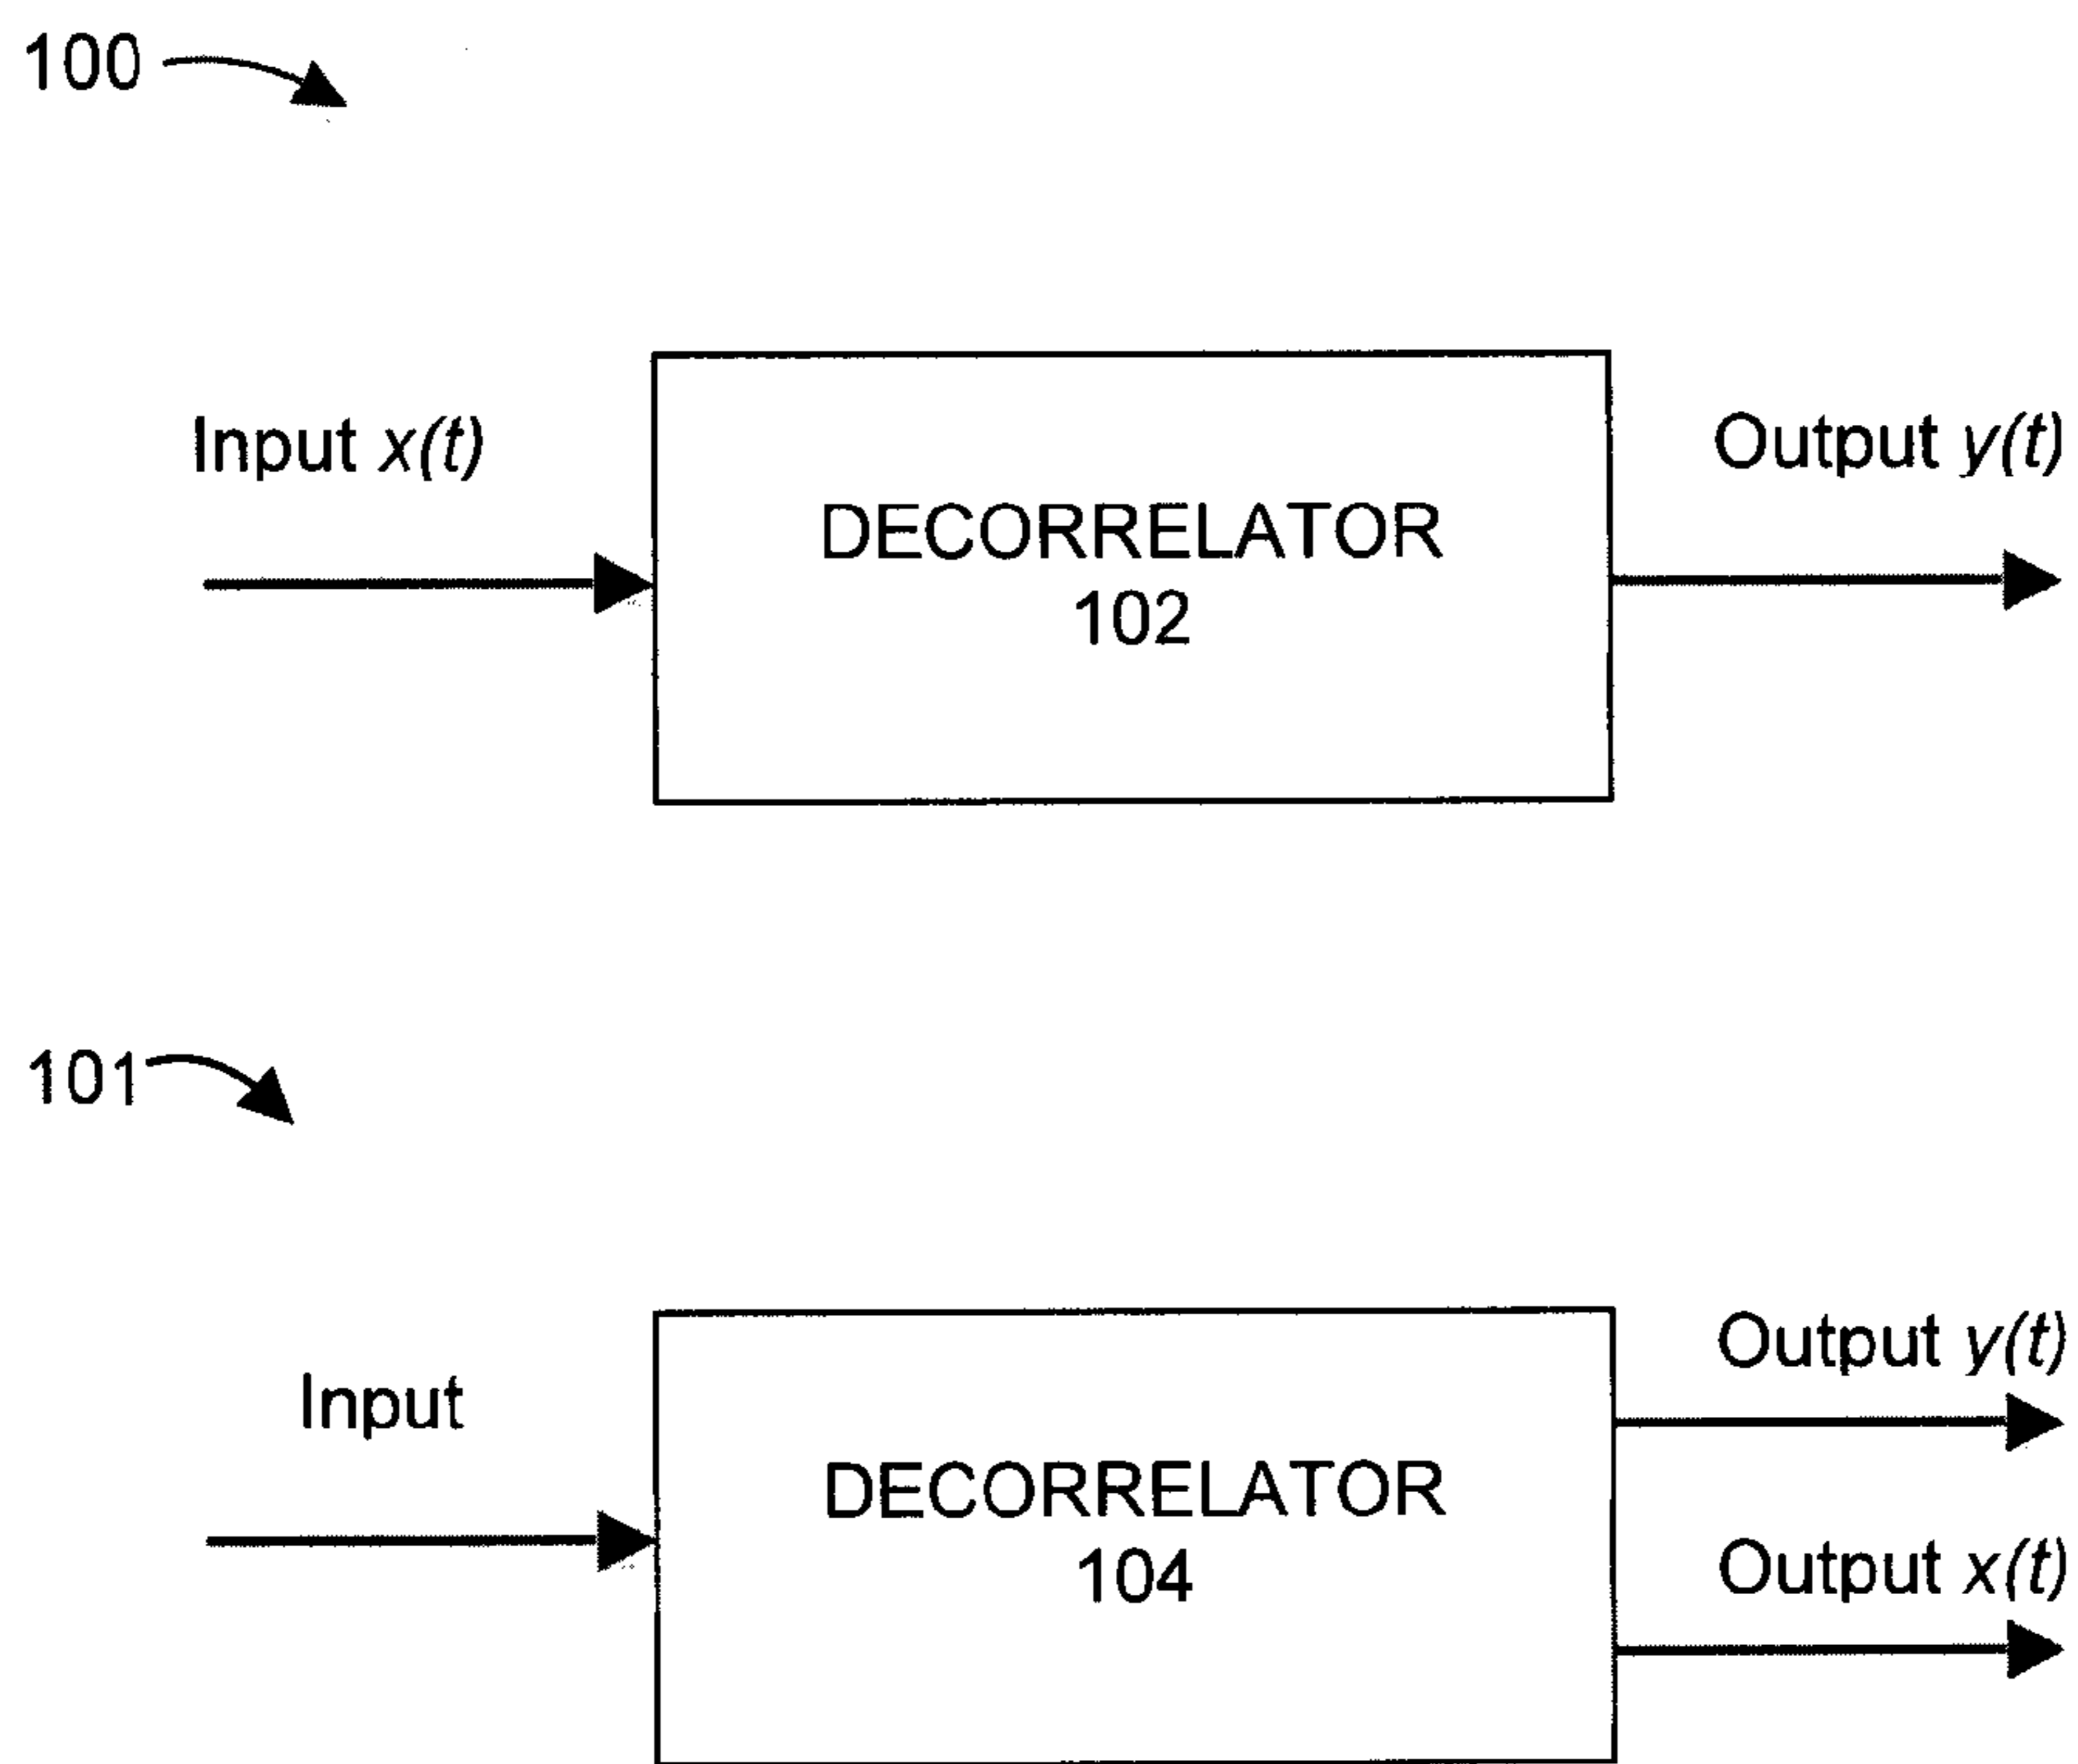 100
Input x(t)
Output y(t)
DECORRELATOR
102
101
Input
Output y(t)
DECORRELATOR
104
Output x(t)